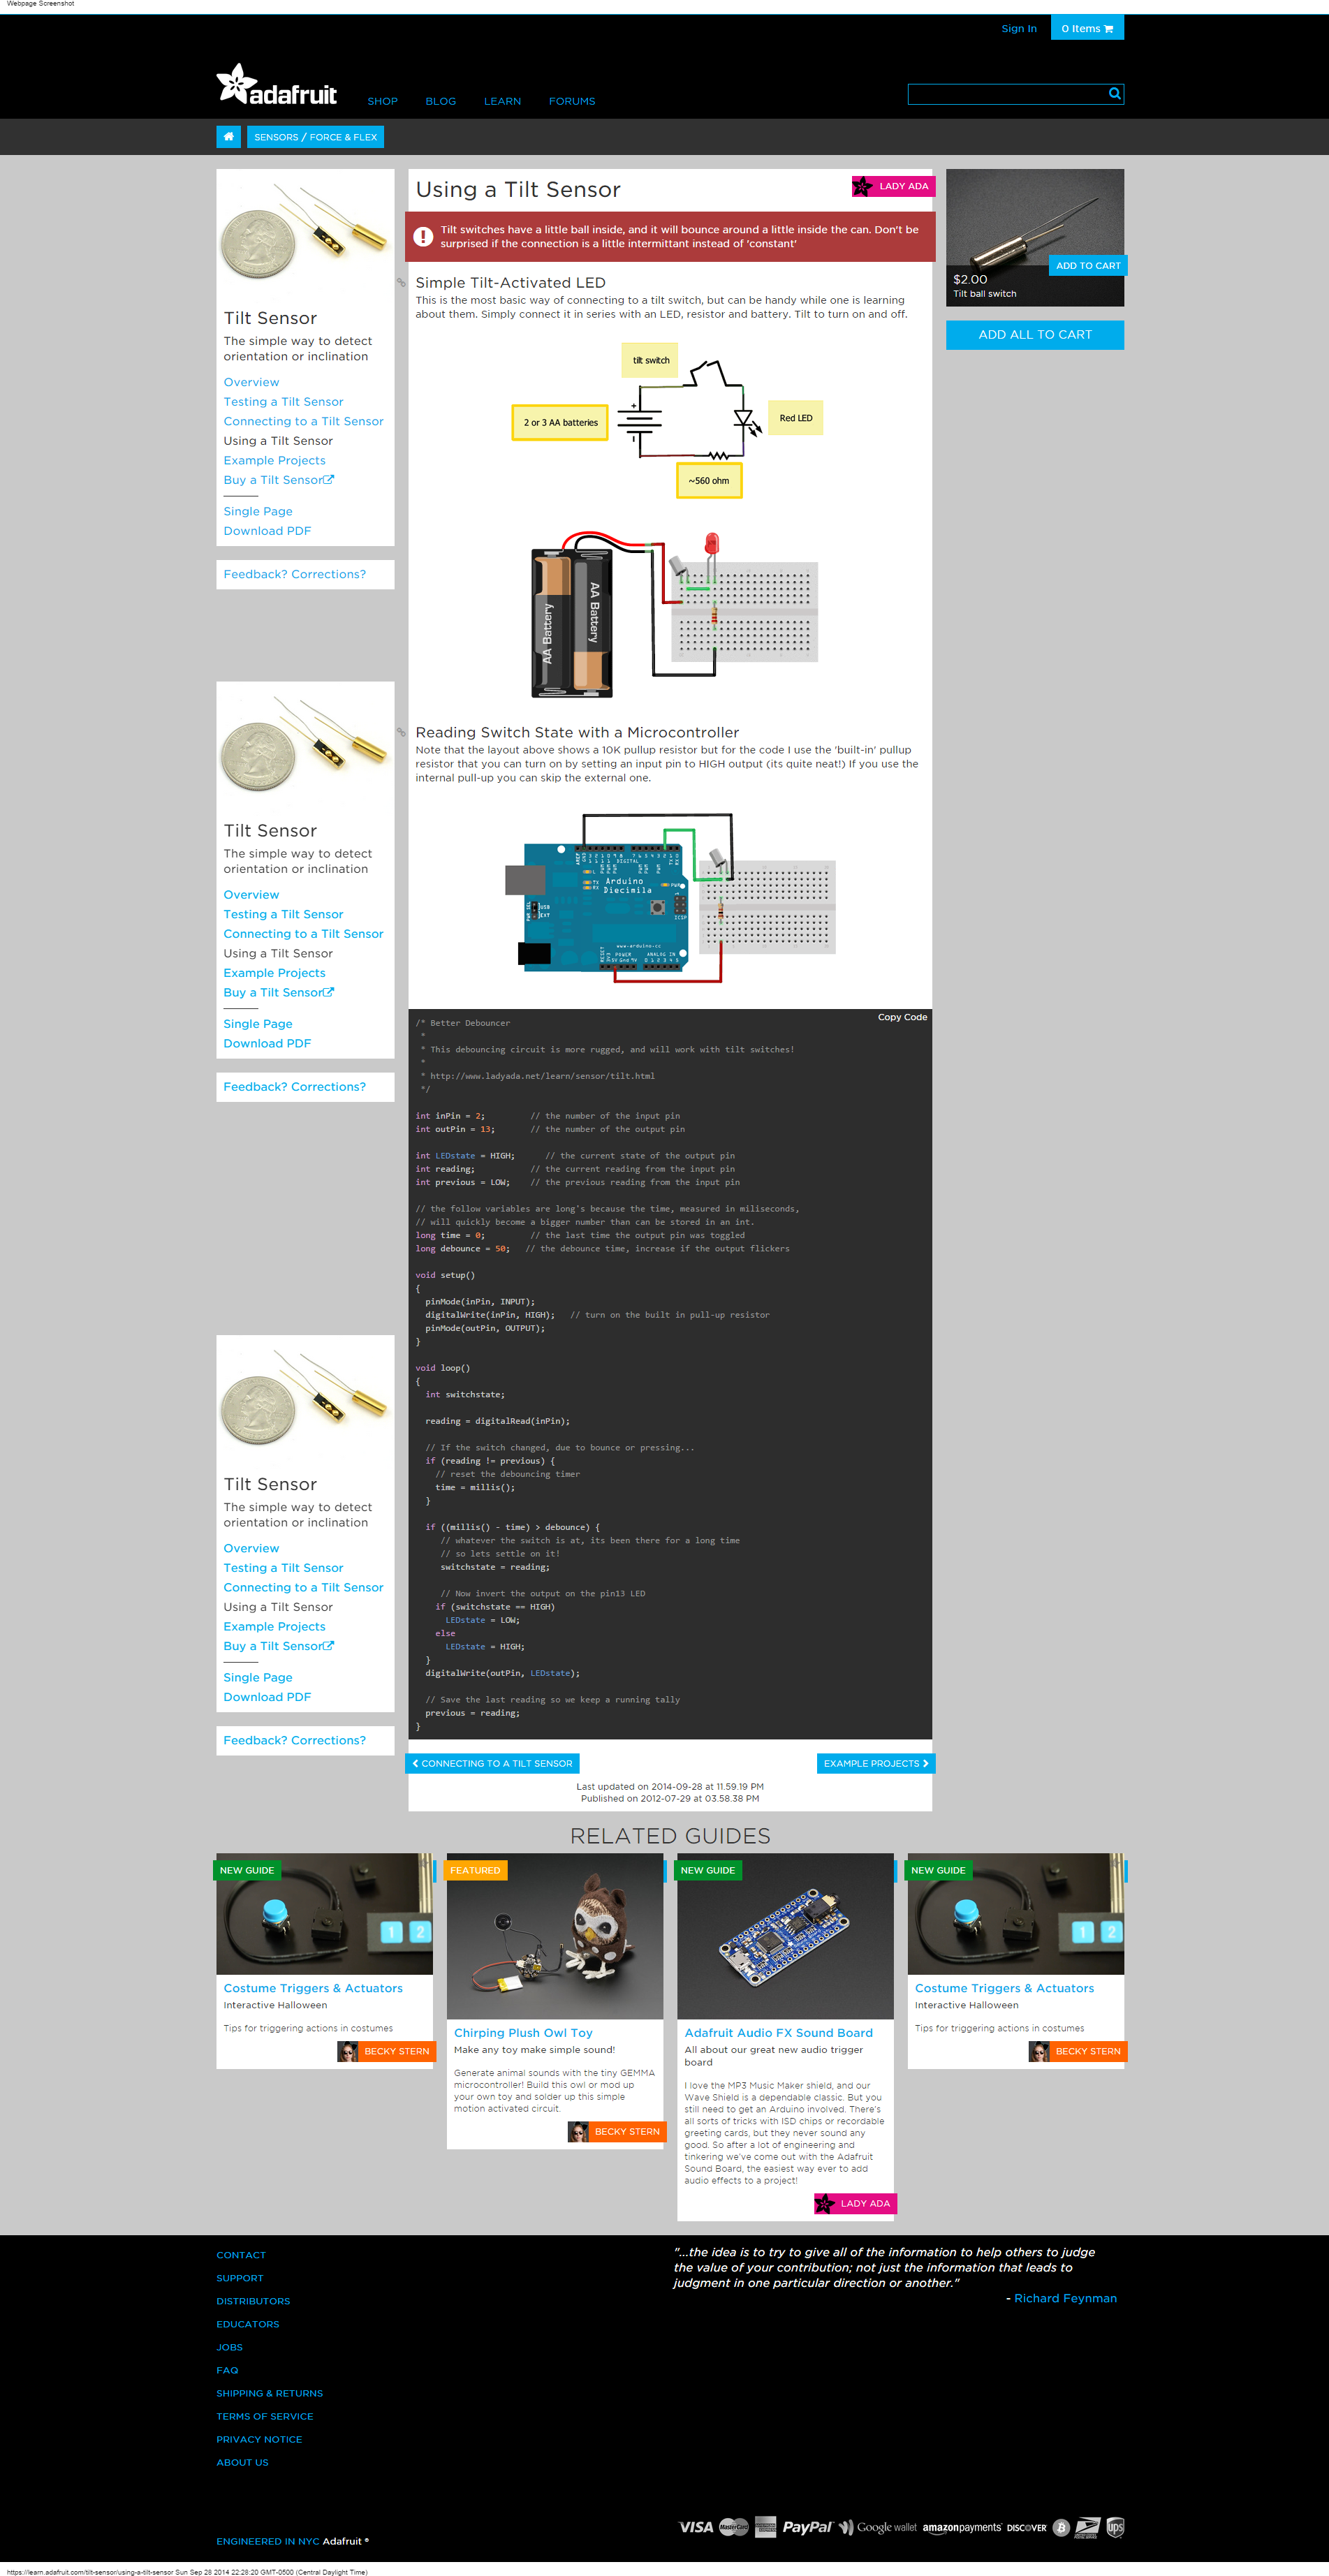 Webpage Screenshot
Sign In
0 Items
adafruit
SHOP
BLOG
LEARN
FORUMS
SENSORS / FORCE & FLEX
Tilt Sensor
The simple way to detect
orientation or inclination
Overview
Testing a Tilt Sensor
Connecting to a Tilt Sensor
Using a Tilt Sensor
Example Projects
Buy a Tilt Sensor
Single Page
Download PDF
Feedback? Corrections?
Tilt Sensor
The simple way to detect
orientation or inclination
Overview
Testing a Tilt Sensor
Connecting to a Tilt Sensor
Using a Tilt Sensor
Example Projects
Buy a Tilt Sensor
Single Page
Download PDF
Feedback? Corrections?
Tilt Sensor
The simple way to detect
orientation or inclination
Overview
Testing a Tilt Sensor
Connecting to a Tilt Sensor
Using a Tilt Sensor
Example Projects
Buy a Tilt Sensor
Single Page
Download PDF
Feedback? Corrections?
Using a Tilt Sensor
LADY ADA
Tilt switches have a little ball inside, and it will bounce around a little inside the can. Don't be
surprised if the connection is a little intermittant instead of 'constant'
Simple Tilt-Activated LED
This is the most basic way of connecting to a tilt switch, but can be handy while one is learning
about them. Simply connect it in series with an LED, resistor and battery. Tilt to turn on and off.
tilt switch
2 or 3 AA batteries
Red LED
~560 ohm
AA Battery
AA Battery
Reading Switch State with a Microcontroller
Note that the layout above shows a 10K pullup resistor but for the code I use the 'built-in' pullup
resistor that you can turn on by setting an input pin to HIGH output (its quite neat!) If you use the
internal pull-up you can skip the external one.
DIGITAL
Arduino
Diecimila
www.arduino.cc
POWER
ANALOG IN
Copy Code
/* Better Debouncer
*
* This debouncing circuit is more rugged, and will work with tilt switches!
*
* http://www.ladyada.net/learn/sensor/tilt.html
*/
int inPin = 2; // the number of the input pin
int outPin = 13; // the number of the output pin
int LEDstate = HIGH; // the current state of the output pin
int reading; // the current reading from the input pin
int previous = LOW; // the previous reading from the input pin
// the follow variables are long's because the time, measured in miliseconds,
// will quickly become a bigger number than can be stored in an int.
long time = 0; // the last time the output pin was toggled
long debounce = 50; // the debounce time, increase if the output flickers
void setup()
{
pinMode(inPin, INPUT);
digitalWrite(inPin, HIGH); // turn on the built in pull-up resistor
pinMode(outPin, OUTPUT);
}
void loop()
{
int switchstate;
reading = digitalRead(inPin);
// If the switch changed, due to bounce or pressing...
if (reading != previous) {
// reset the debouncing timer
time = millis();
}
if ((millis() - time) > debounce) {
// whatever the switch is at, its been there for a long time
// so lets settle on it!
switchstate = reading;
// Now invert the output on the pin13 LED
if (switchstate == HIGH)
LEDstate = LOW;
else
LEDstate = HIGH;
}
digitalWrite(outPin, LEDstate);
// Save the last reading so we keep a running tally
previous = reading;
}
CONNECTING TO A TILT SENSOR
EXAMPLE PROJECTS
Last updated on 2014-09-28 at 11.59.19 PM
Published on 2012-07-29 at 03.58.38 PM
$2.00
Tilt ball switch
ADD TO CART
ADD ALL TO CART
RELATED GUIDES
NEW GUIDE
1 2
Costume Triggers & Actuators
Interactive Halloween
Tips for triggering actions in costumes
BECKY STERN
FEATURED
Chirping Plush Owl Toy
Make any toy make simple sound!
Generate animal sounds with the tiny GEMMA
microcontroller! Build this owl or mod up
your own toy and solder up this simple
motion activated circuit.
BECKY STERN
NEW GUIDE
Adafruit Audio FX Sound Board
All about our great new audio trigger
board
I love the MP3 Music Maker shield, and our
Wave Shield is a dependable classic. But you
still need to get an Arduino involved. There's
all sorts of tricks with ISD chips or recordable
greeting cards, but they never sound any
good. So after a lot of engineering and
tinkering we've come out with the Adafruit
Sound Board, the easiest way ever to add
audio effects to a project!
LADY ADA
NEW GUIDE
1 2
Costume Triggers & Actuators
Interactive Halloween
Tips for triggering actions in costumes
BECKY STERN
CONTACT
SUPPORT
DISTRIBUTORS
EDUCATORS
JOBS
FAQ
SHIPPING & RETURNS
TERMS OF SERVICE
PRIVACY NOTICE
ABOUT US
"...the idea is to try to give all of the information to help others to judge
the value of your contribution; not just the information that leads to
judgment in one particular direction or another."
- Richard Feynman
ENGINEERED IN NYC Adafruit ®
VISA MasterCard PayPal Google wallet amazonpayments DISCOVER ups
https://learn.adafruit.com/tilt-sensor/using-a-tilt-sensor Sun Sep 28 2014 22:28:20 GMT-0500 (Central Daylight Time)